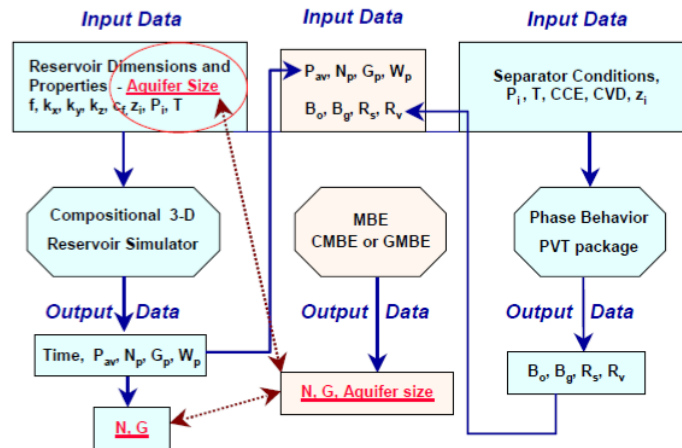 Input Data
Input Data
Input Data
Reservoir Dimensions and
Properties - Aquifer Size
f, kx, ky, kz, cf, zi, Pi, T
Pav, Np, Gp, Wp
Bo, Bg, Rs, Rv
Separator Conditions,
Pi, T, CCE, CVD, zi
Compositional 3-D
Reservoir Simulator
MBE
CMBE or GMBE
Phase Behavior
PVT package
Output Data
Output Data
Output Data
Time, Pav, Np, Gp, Wp
N, G, Aquifer size
Bo, Bg, Rs, Rv
N, G